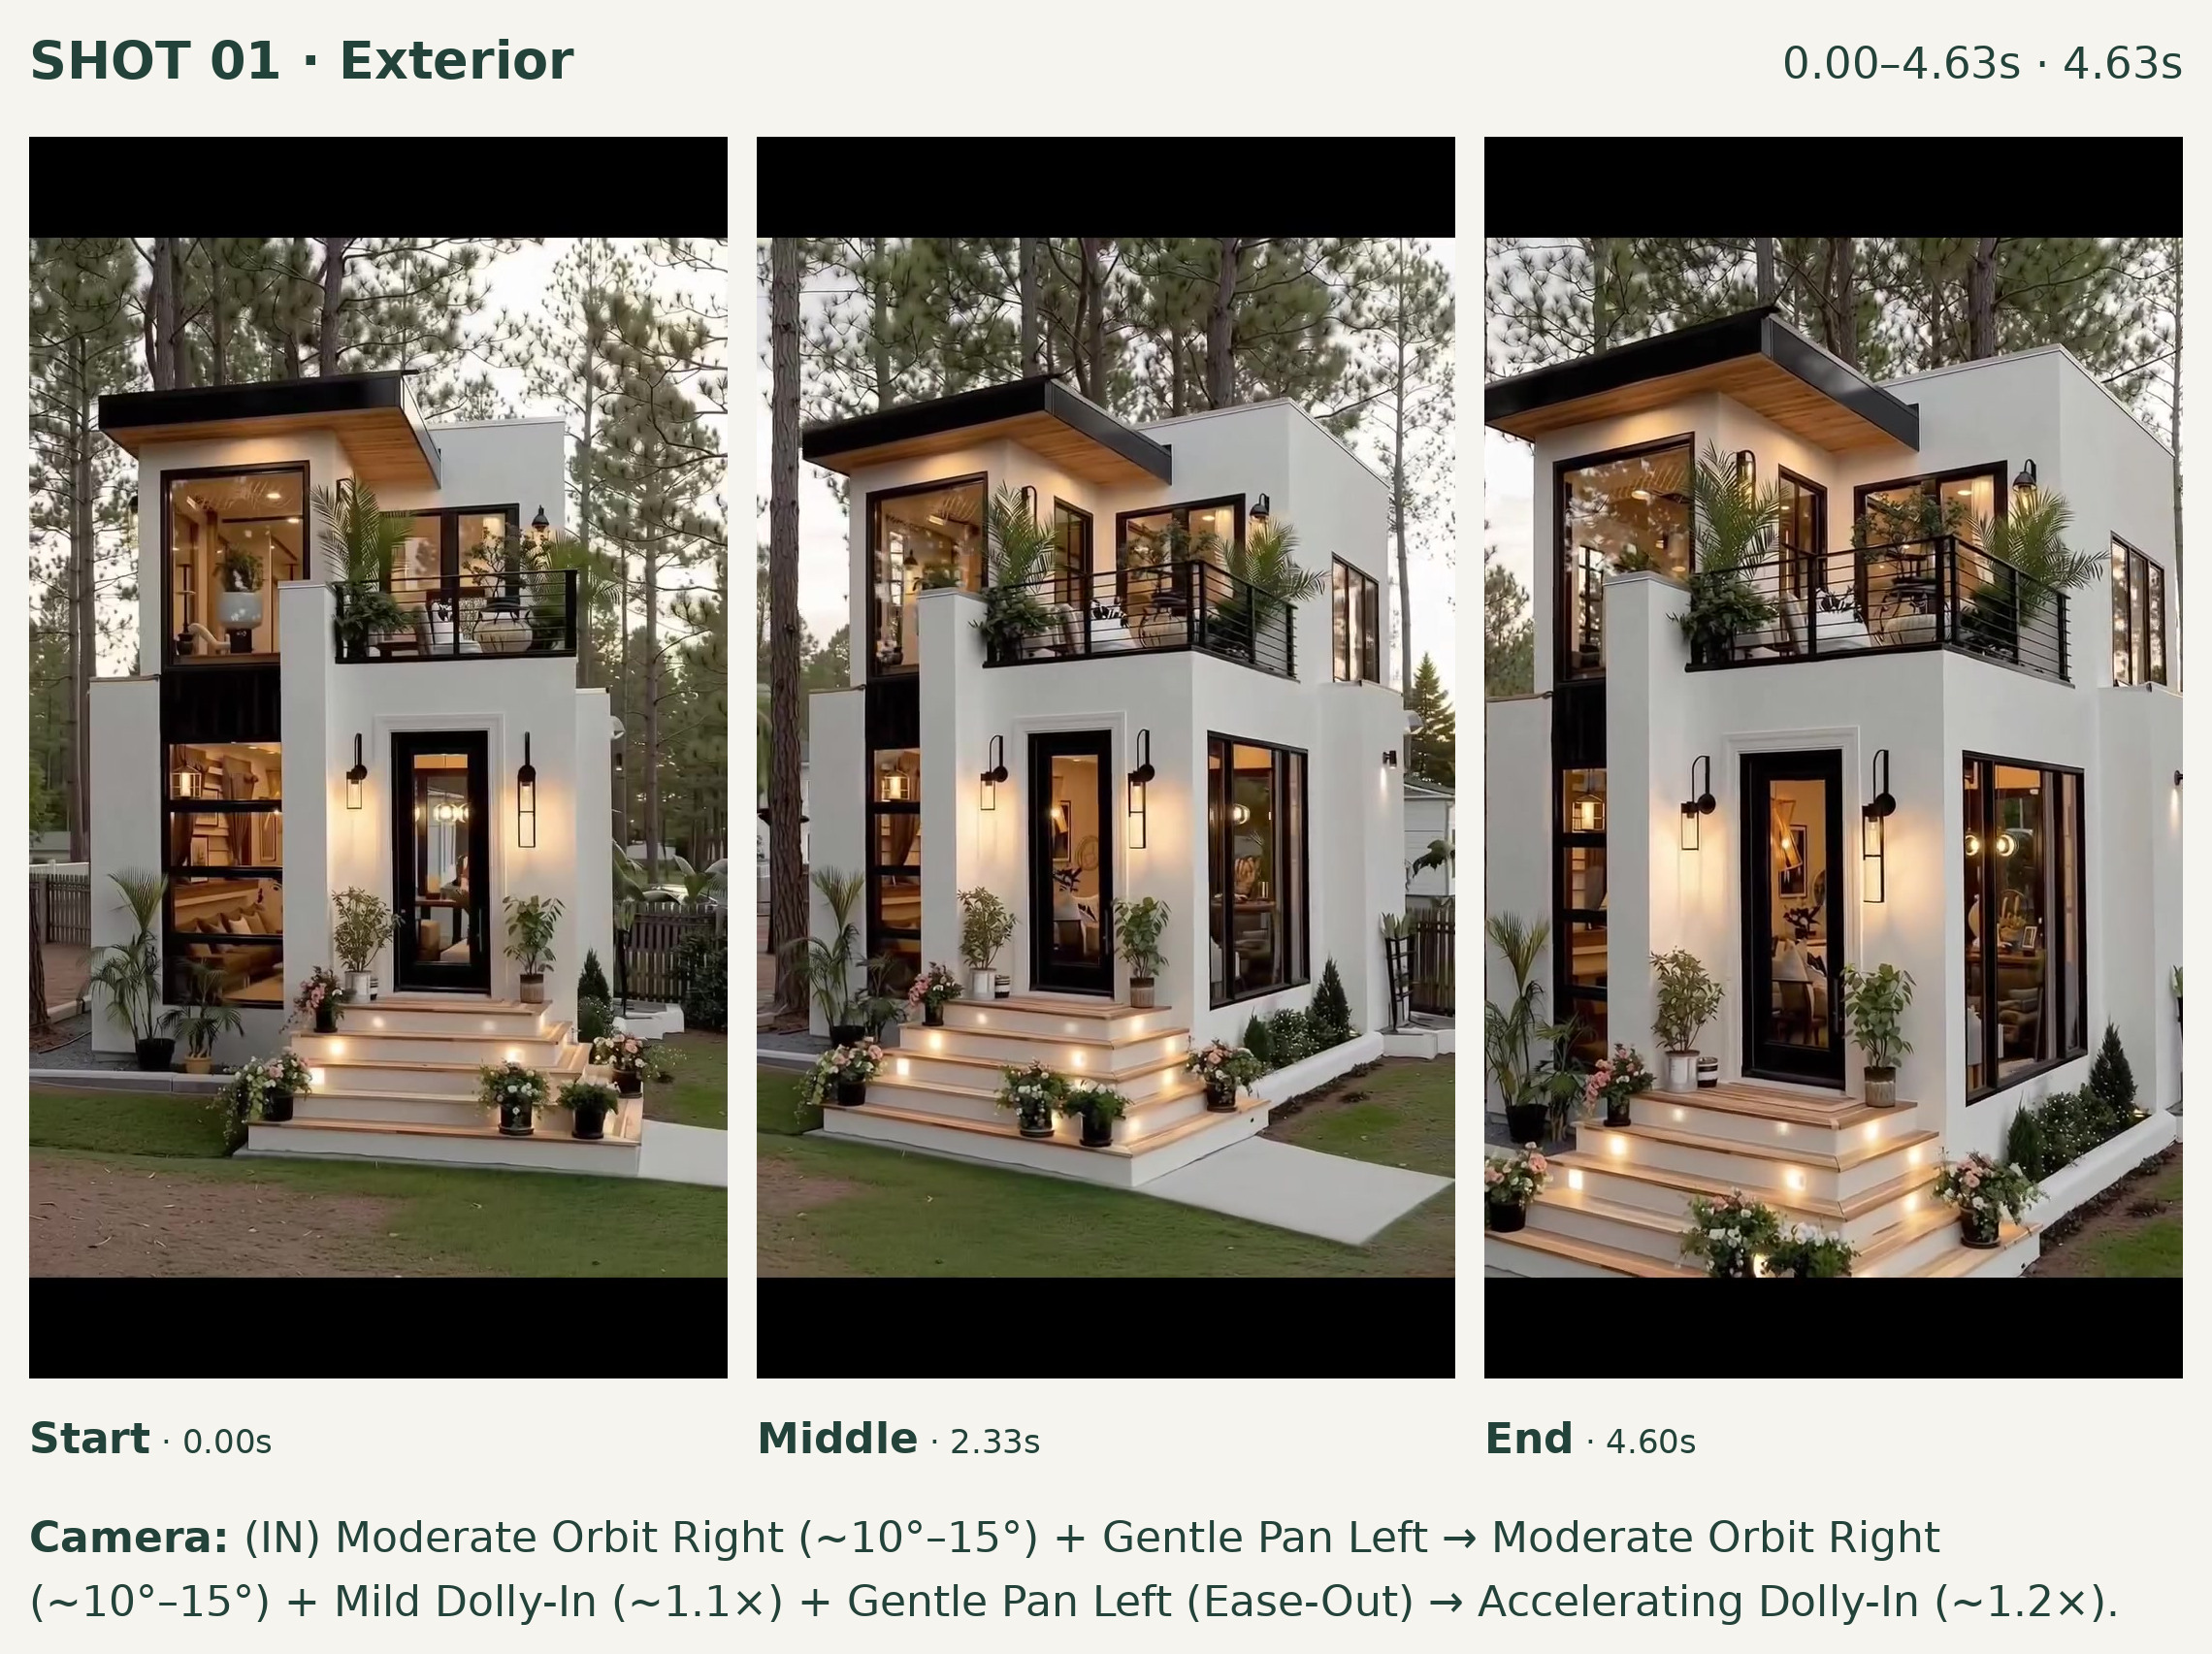 SHOT 01 · Exterior
0.00–4.63s · 4.63s
Start · 0.00s
Middle · 2.33s
End · 4.60s
Camera: (IN) Moderate Orbit Right (~10°–15°) + Gentle Pan Left → Moderate Orbit Right
(~10°–15°) + Mild Dolly-In (~1.1×) + Gentle Pan Left (Ease-Out) → Accelerating Dolly-In (~1.2×).